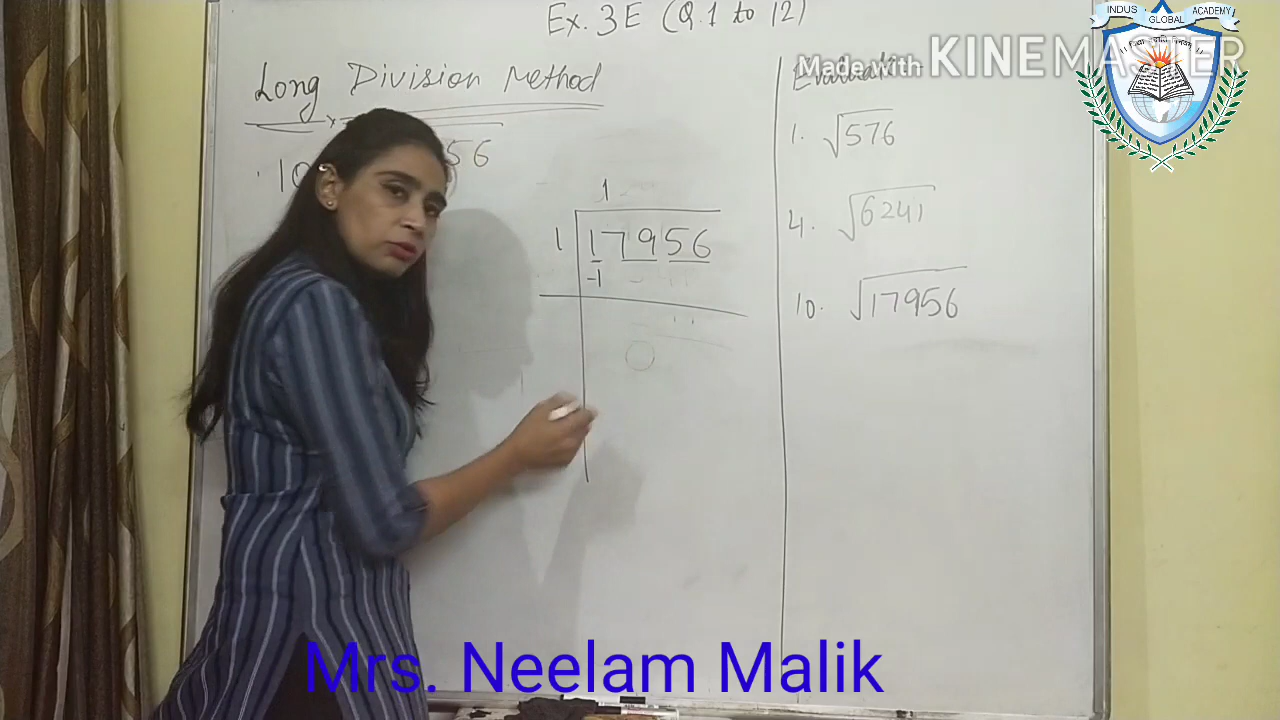 Ex. 3E (Q.1 to 12)
INDUS GLOBAL ACADEMY
Made with KINEMASTER
Long Division Method
10 56
1
1 17956
-1
1. √576
4. √6241
10. √17956
Mrs. Neelam Malik